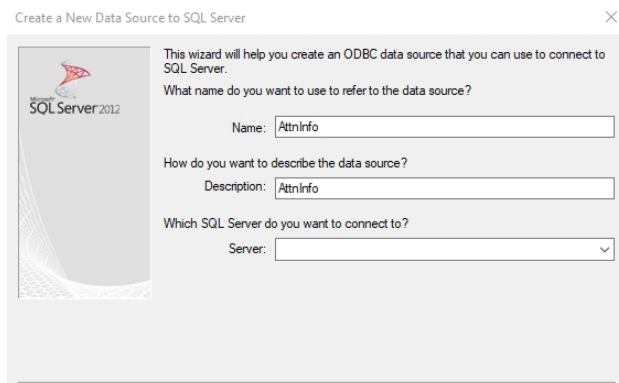 Create a New Data Source to SQL Server
This wizard will help you create an ODBC data source that you can use to connect to
SQL Server.
What name do you want to use to refer to the data source?
Microsoft
SQL Server 2012
Name: AttnInfo
How do you want to describe the data source?
Description: AttnInfo
Which SQL Server do you want to connect to?
Server: